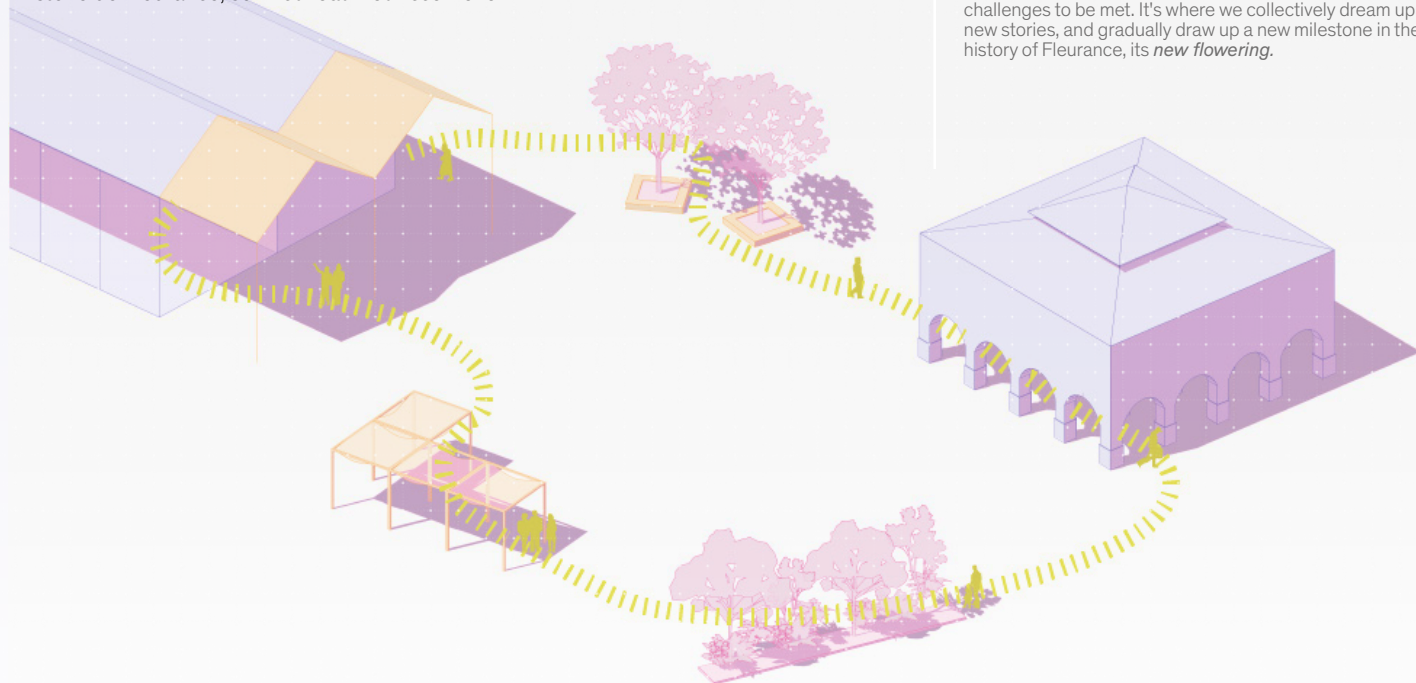 challenges to be met. It's where we collectively dream up
new stories, and gradually draw up a new milestone in the
history of Fleurance, its new flowering.